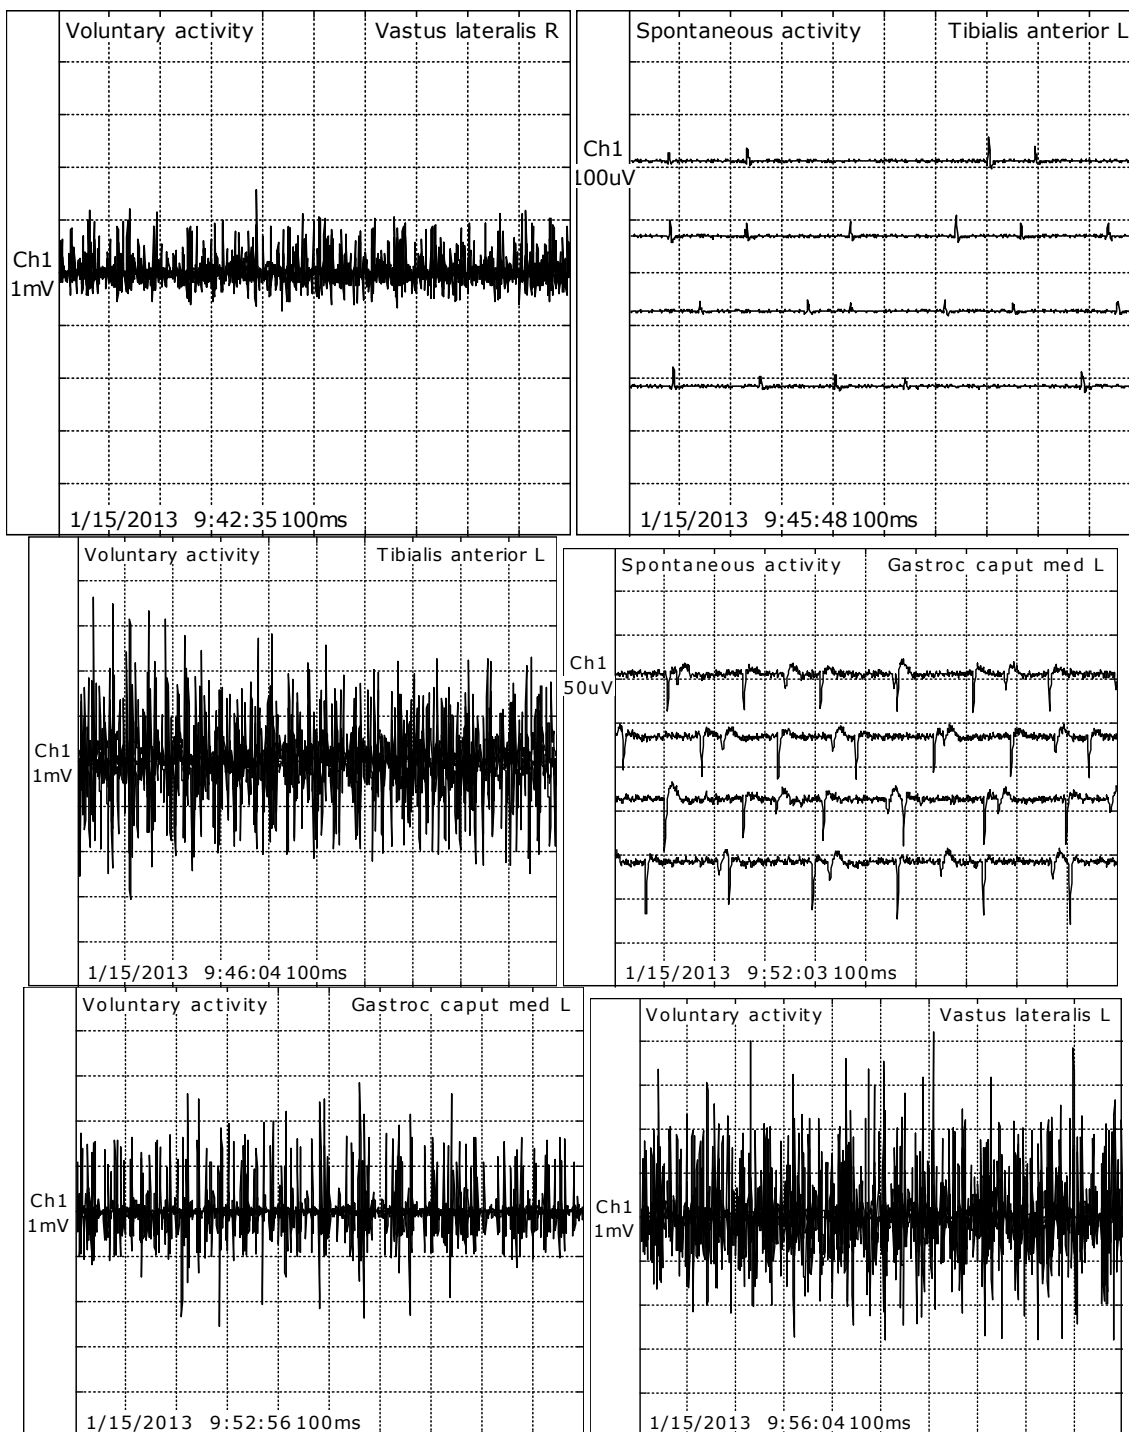 Voluntary activity Vastus lateralis R
Ch1
1mV
1/15/2013 9:42:35 100ms
Spontaneous activity Tibialis anterior L
Ch1
100uV
1/15/2013 9:45:48 100ms
Voluntary activity Tibialis anterior L
Ch1
1mV
1/15/2013 9:46:04 100ms
Spontaneous activity Gastroc caput med L
Ch1
50uV
1/15/2013 9:52:03 100ms
Voluntary activity Gastroc caput med L
Ch1
1mV
1/15/2013 9:52:56 100ms
Voluntary activity Vastus lateralis L
Ch1
1mV
1/15/2013 9:56:04 100ms